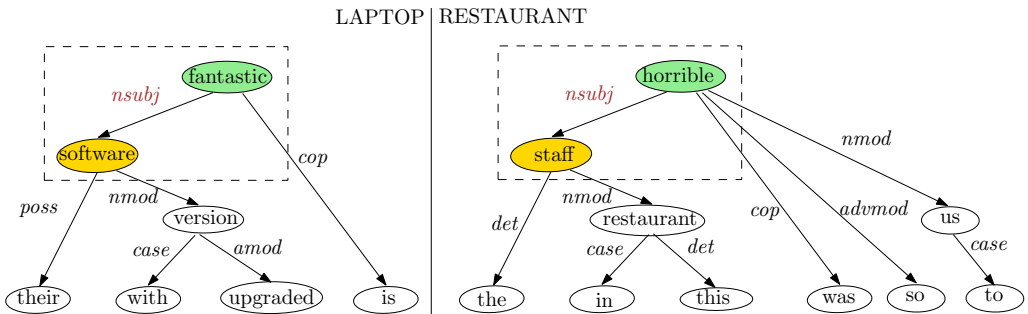 LAPTOP RESTAURANT
fantastic horrible
nsubj nsubj
software staff
cop nmod
poss nmod nmod
version restaurant us
det cop advmod
case amod case det case
their with upgraded is the in this was so to